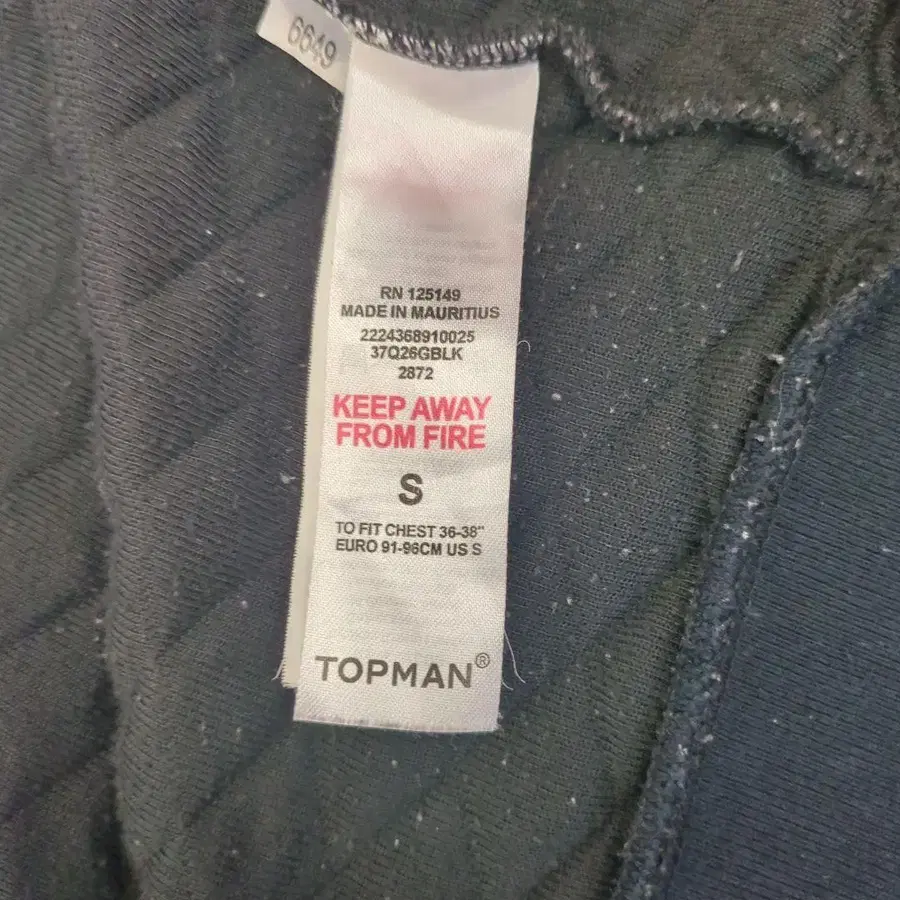 6649
RN 125149
MADE IN MAURITIUS
2224368910025
37Q26GBLK
2872
KEEP AWAY
FROM FIRE
S
TO FIT CHEST 36-38"
EURO 91-96CM US S
TOPMAN®